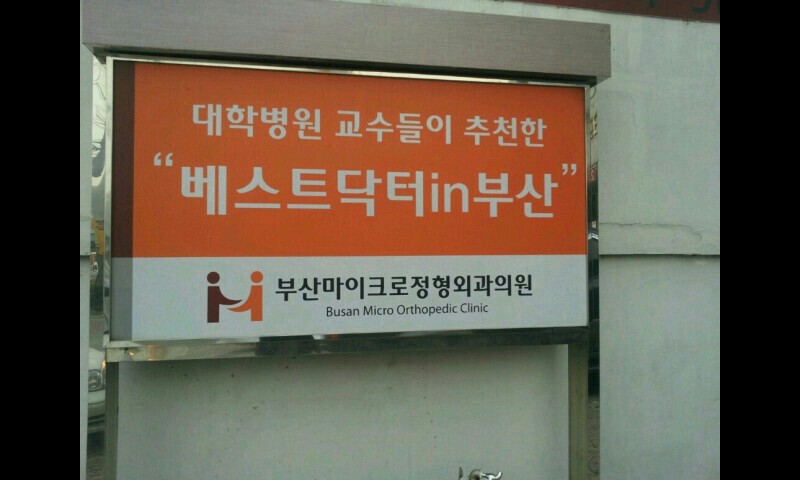 대학병원 교수들이 추천한
“베스트닥터in부산”
부산마이크로정형외과의원
Busan Micro Orthopedic Clinic